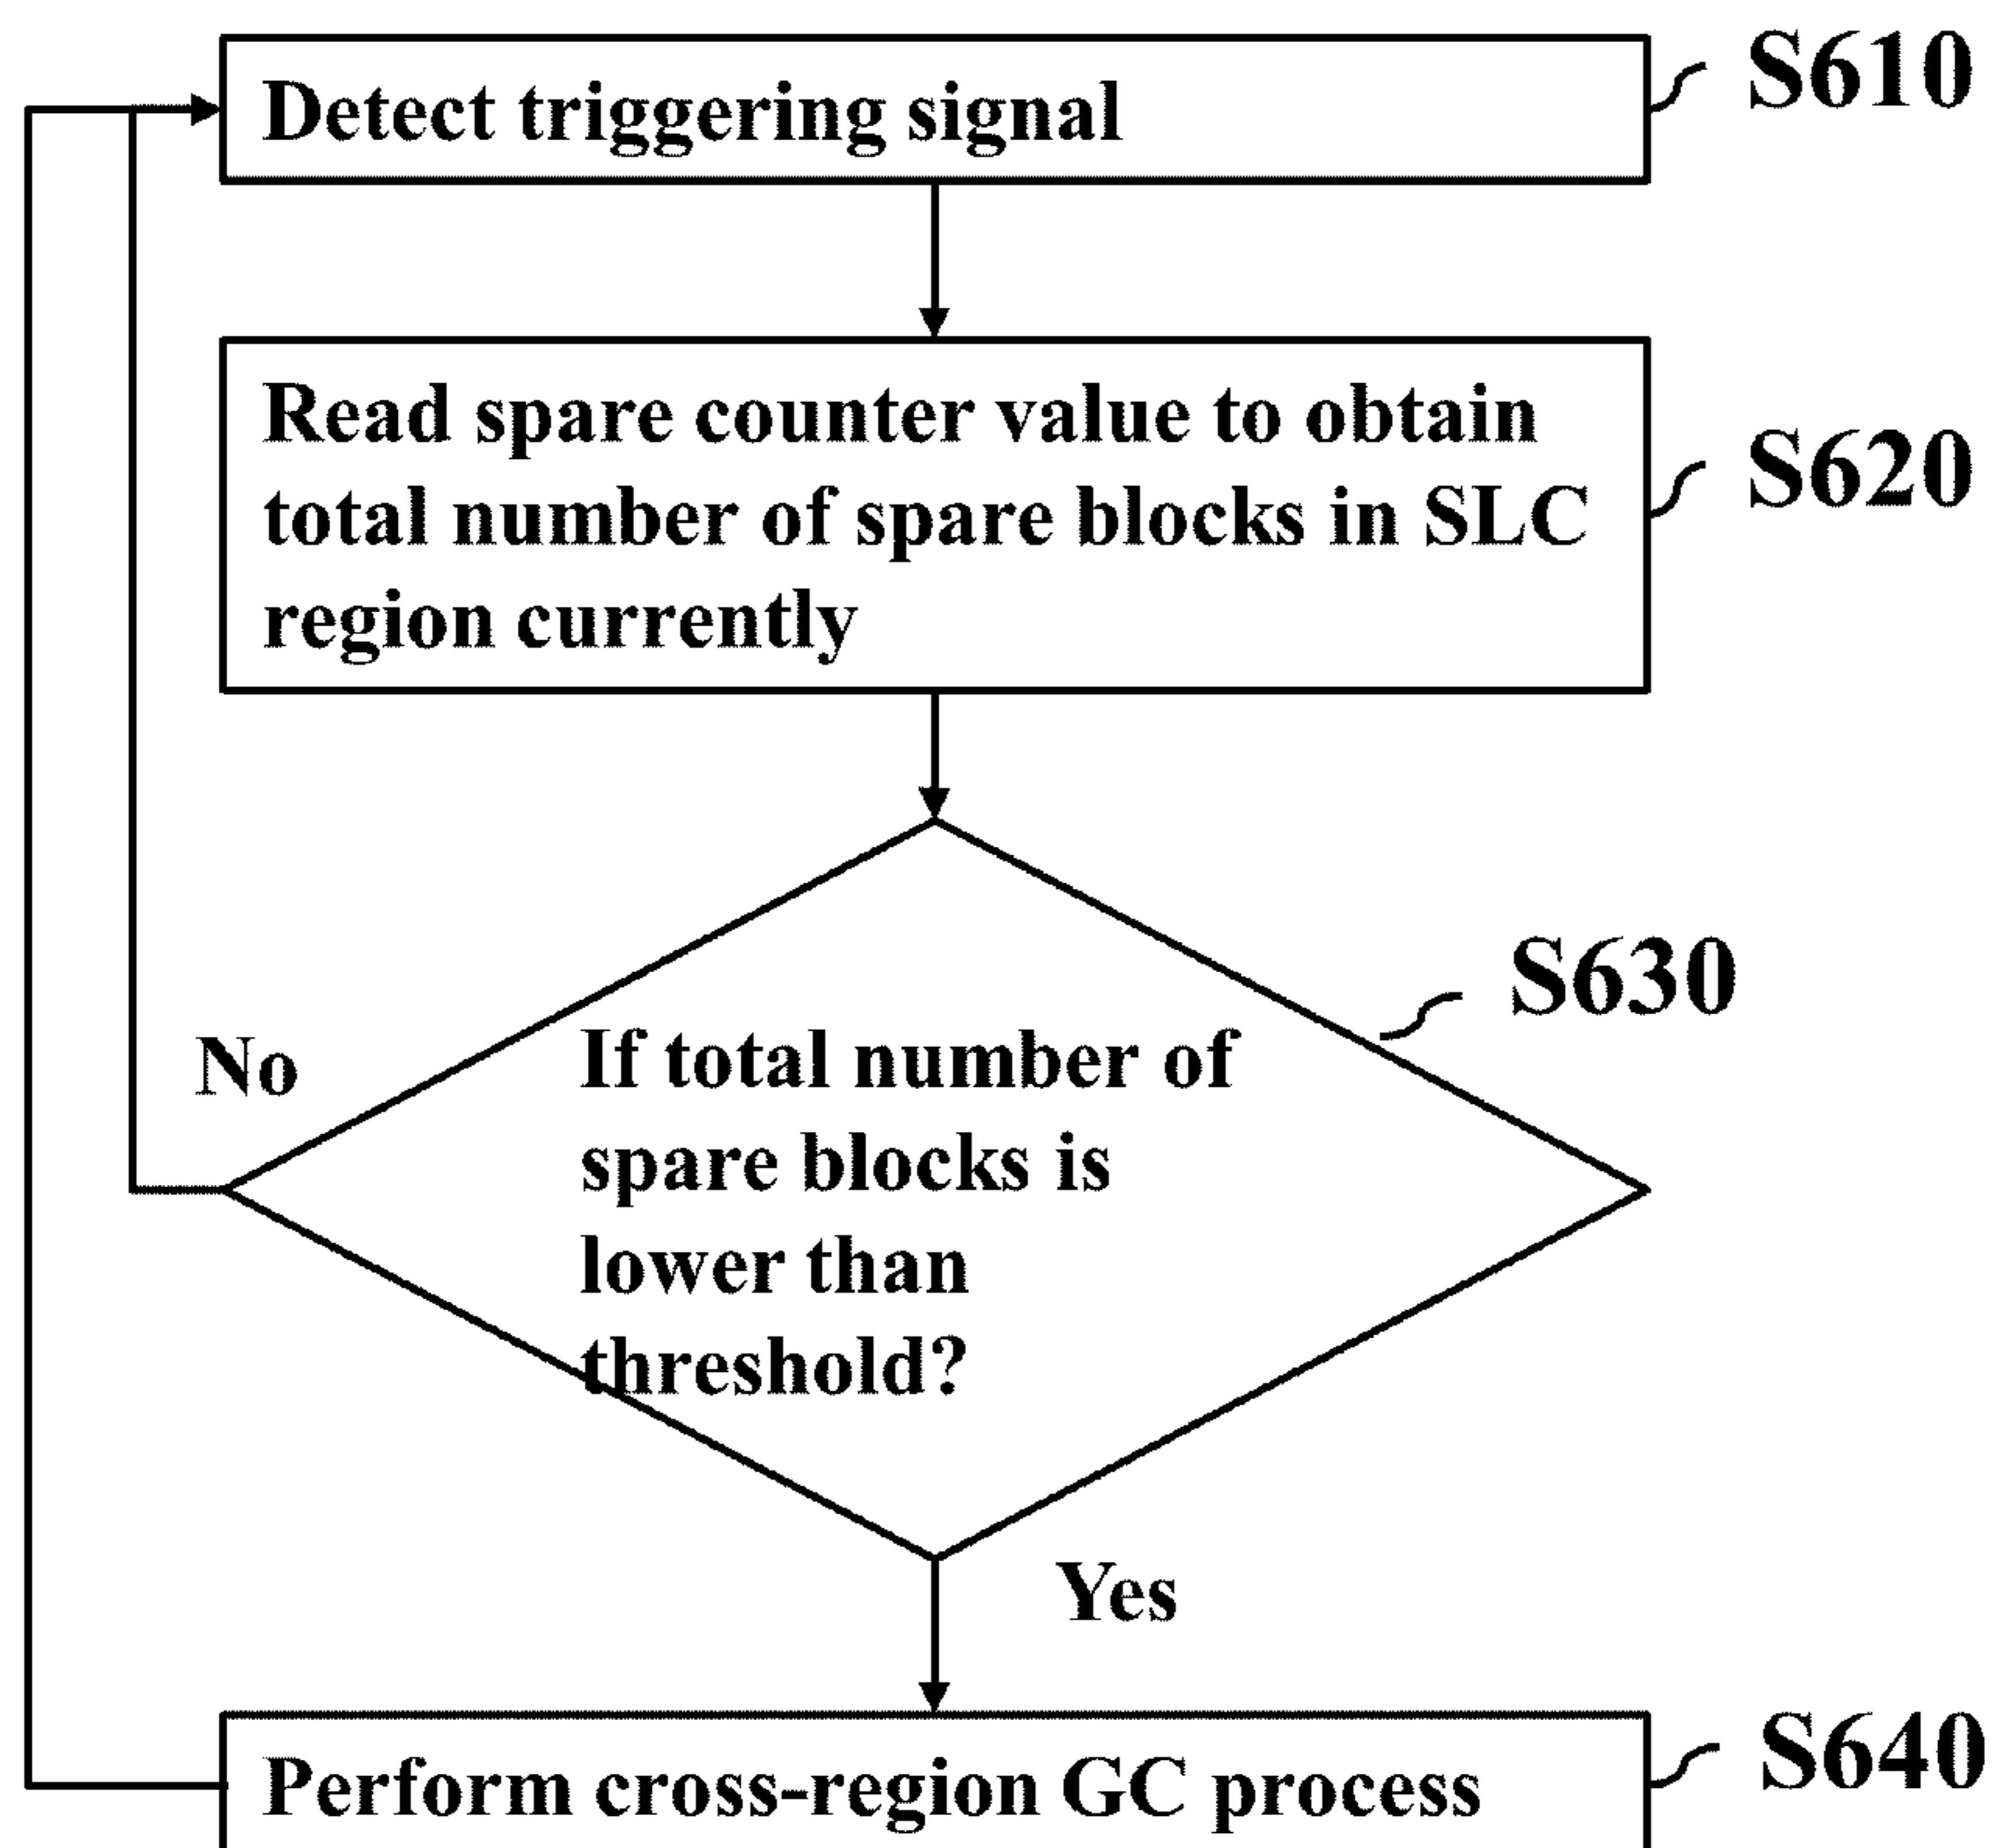 Detect triggering signal
S610
Read spare counter value to obtain
total number of spare blocks in SLC
region currently
S620
S630
If total number of
spare blocks is
lower than
threshold?
No
Yes
Perform cross-region GC process
S640